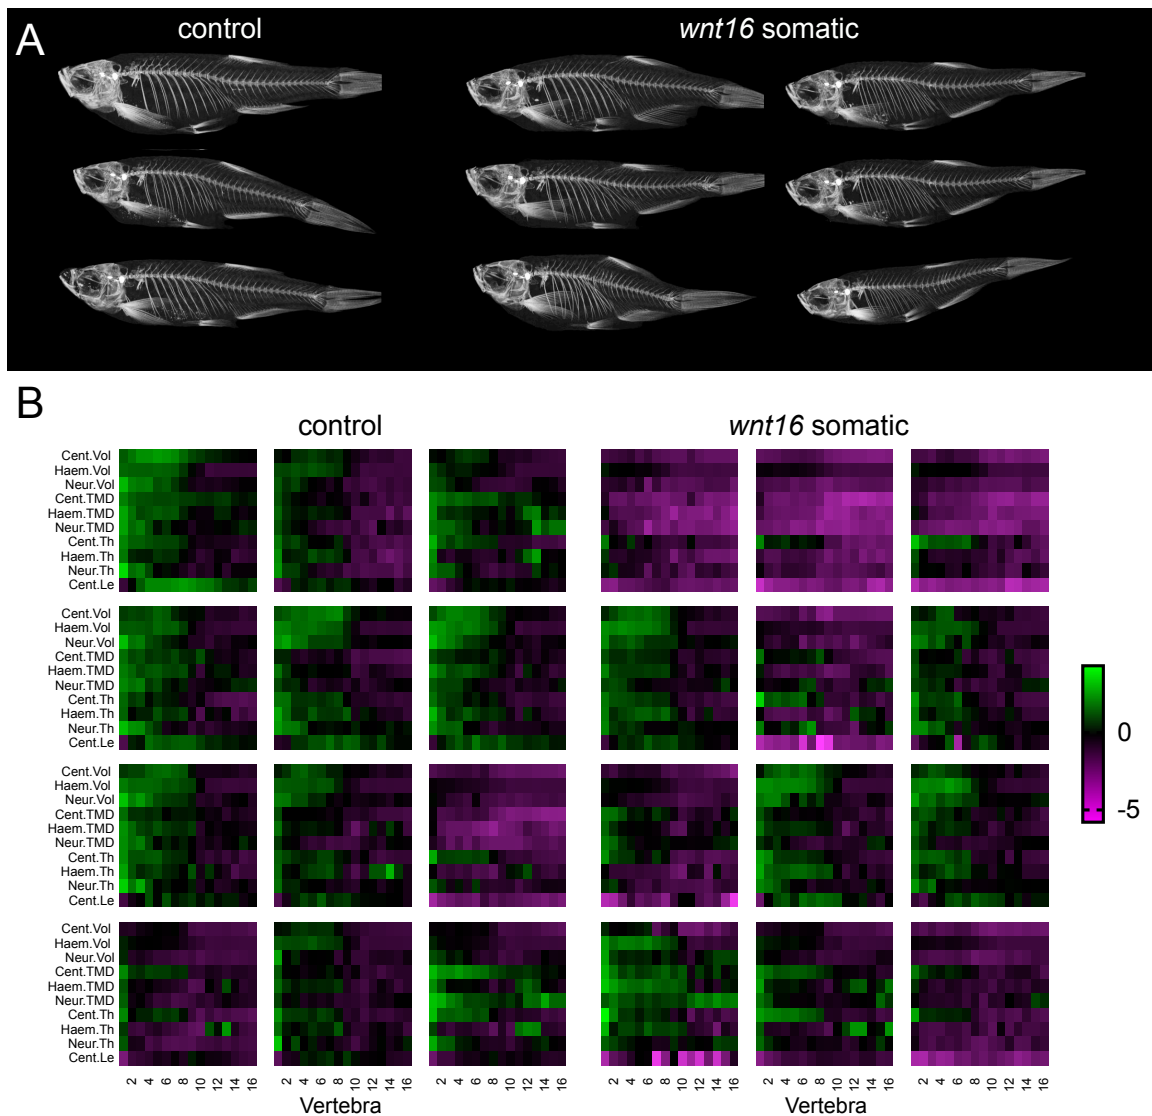 A
control
wnt16 somatic
B
control
wnt16 somatic
Cent.Vol
Haem.Vol
Neur.Vol
Cent.TMD
Haem.TMD
Neur.TMD
Cent.Th
Haem.Th
Neur.Th
Cent.Le
Cent.Vol
Haem.Vol
Neur.Vol
Cent.TMD
Haem.TMD
Neur.TMD
Cent.Th
Haem.Th
Neur.Th
Cent.Le
0
-5
Cent.Vol
Haem.Vol
Neur.Vol
Cent.TMD
Haem.TMD
Neur.TMD
Cent.Th
Haem.Th
Neur.Th
Cent.Le
Cent.Vol
Haem.Vol
Neur.Vol
Cent.TMD
Haem.TMD
Neur.TMD
Cent.Th
Haem.Th
Neur.Th
Cent.Le
2 4 6 8 10 12 14 16 2 4 6 8 10 12 14 16 2 4 6 8 10 12 14 16 2 4 6 8 10 12 14 16 2 4 6 8 10 12 14 16 2 4 6 8 10 12 14 16
Vertebra Vertebra